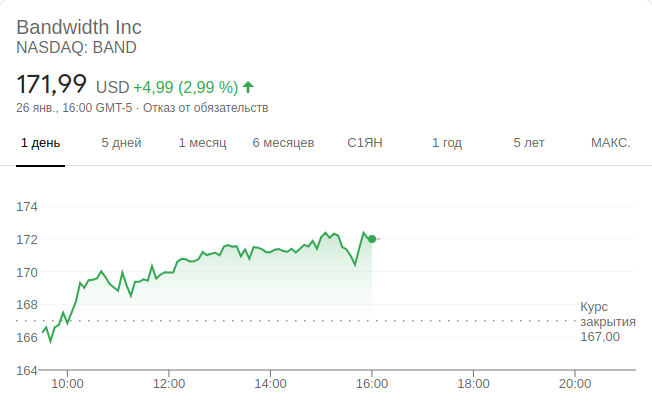 Bandwidth Inc
NASDAQ: BAND
171,99 USD +4,99 (2,99 %)
26 янв., 16:00 GMT-5 · Отказ от обязательств
1 день 5 дней 1 месяц 6 месяцев С1ЯН 1 год 5 лет МАКС.
174
172
170
168
166
164
Курс
закрытия
167,00
10:00 12:00 14:00 16:00 18:00 20:00